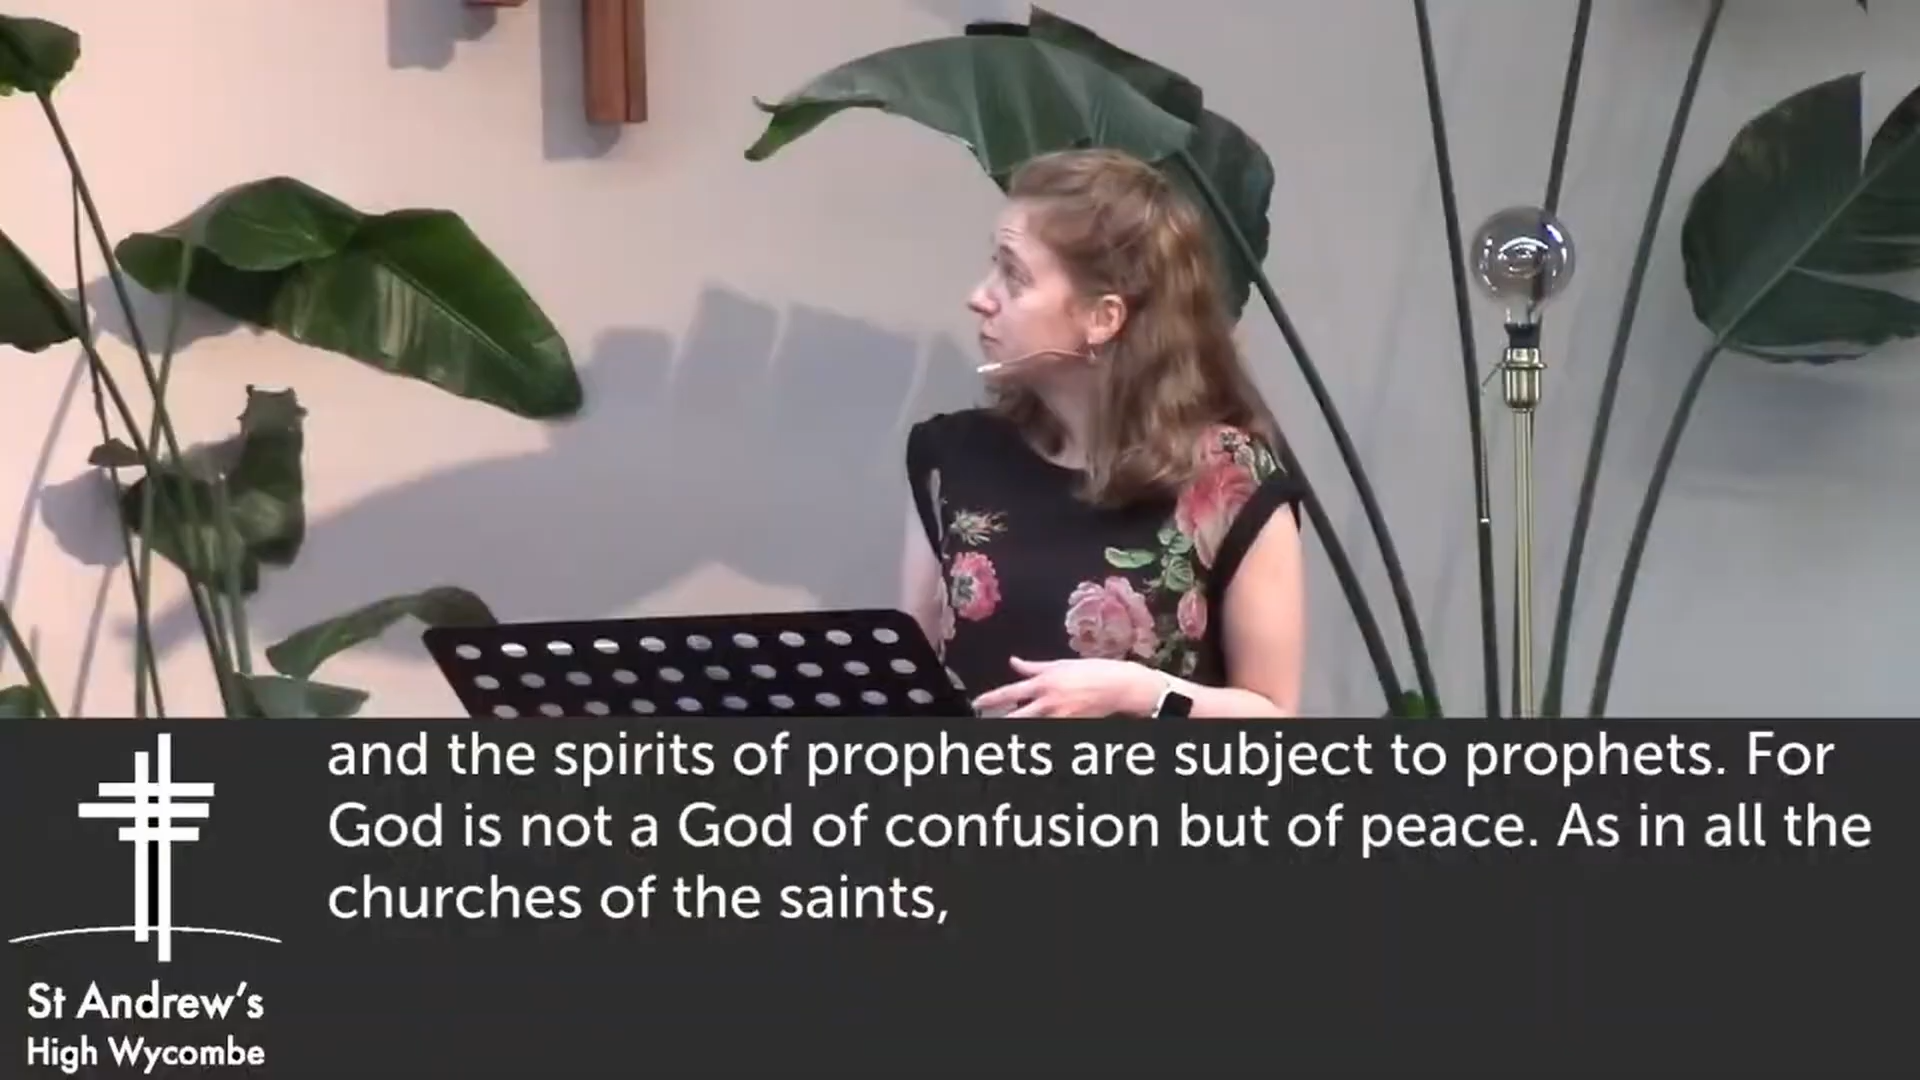 and the spirits of prophets are subject to prophets. For
God is not a God of confusion but of peace. As in all the
churches of the saints,
St Andrew's
High Wycombe